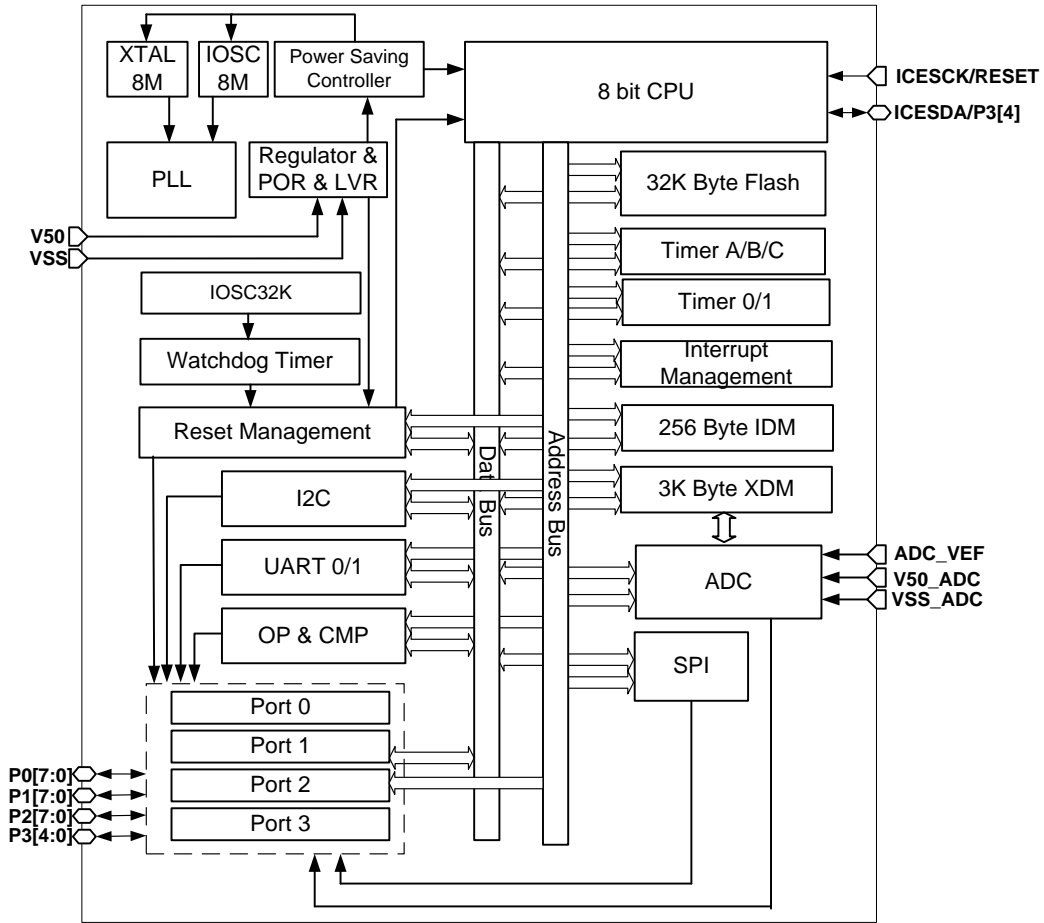 XTAL
8M
IOSC
8M
Power Saving
Controller
8 bit CPU
ICESCK/RESET
ICESDA/P3[4]
PLL
Regulator &
POR & LVR
32K Byte Flash
V50
VSS
Timer A/B/C
IOSC32K
Timer 0/1
Watchdog Timer
Interrupt
Management
Reset Management
256 Byte IDM
Data Bus
Address Bus
I2C
3K Byte XDM
UART 0/1
ADC
ADC_VEF
V50_ADC
VSS_ADC
OP & CMP
SPI
Port 0
Port 1
Port 2
Port 3
P0[7:0]
P1[7:0]
P2[7:0]
P3[4:0]